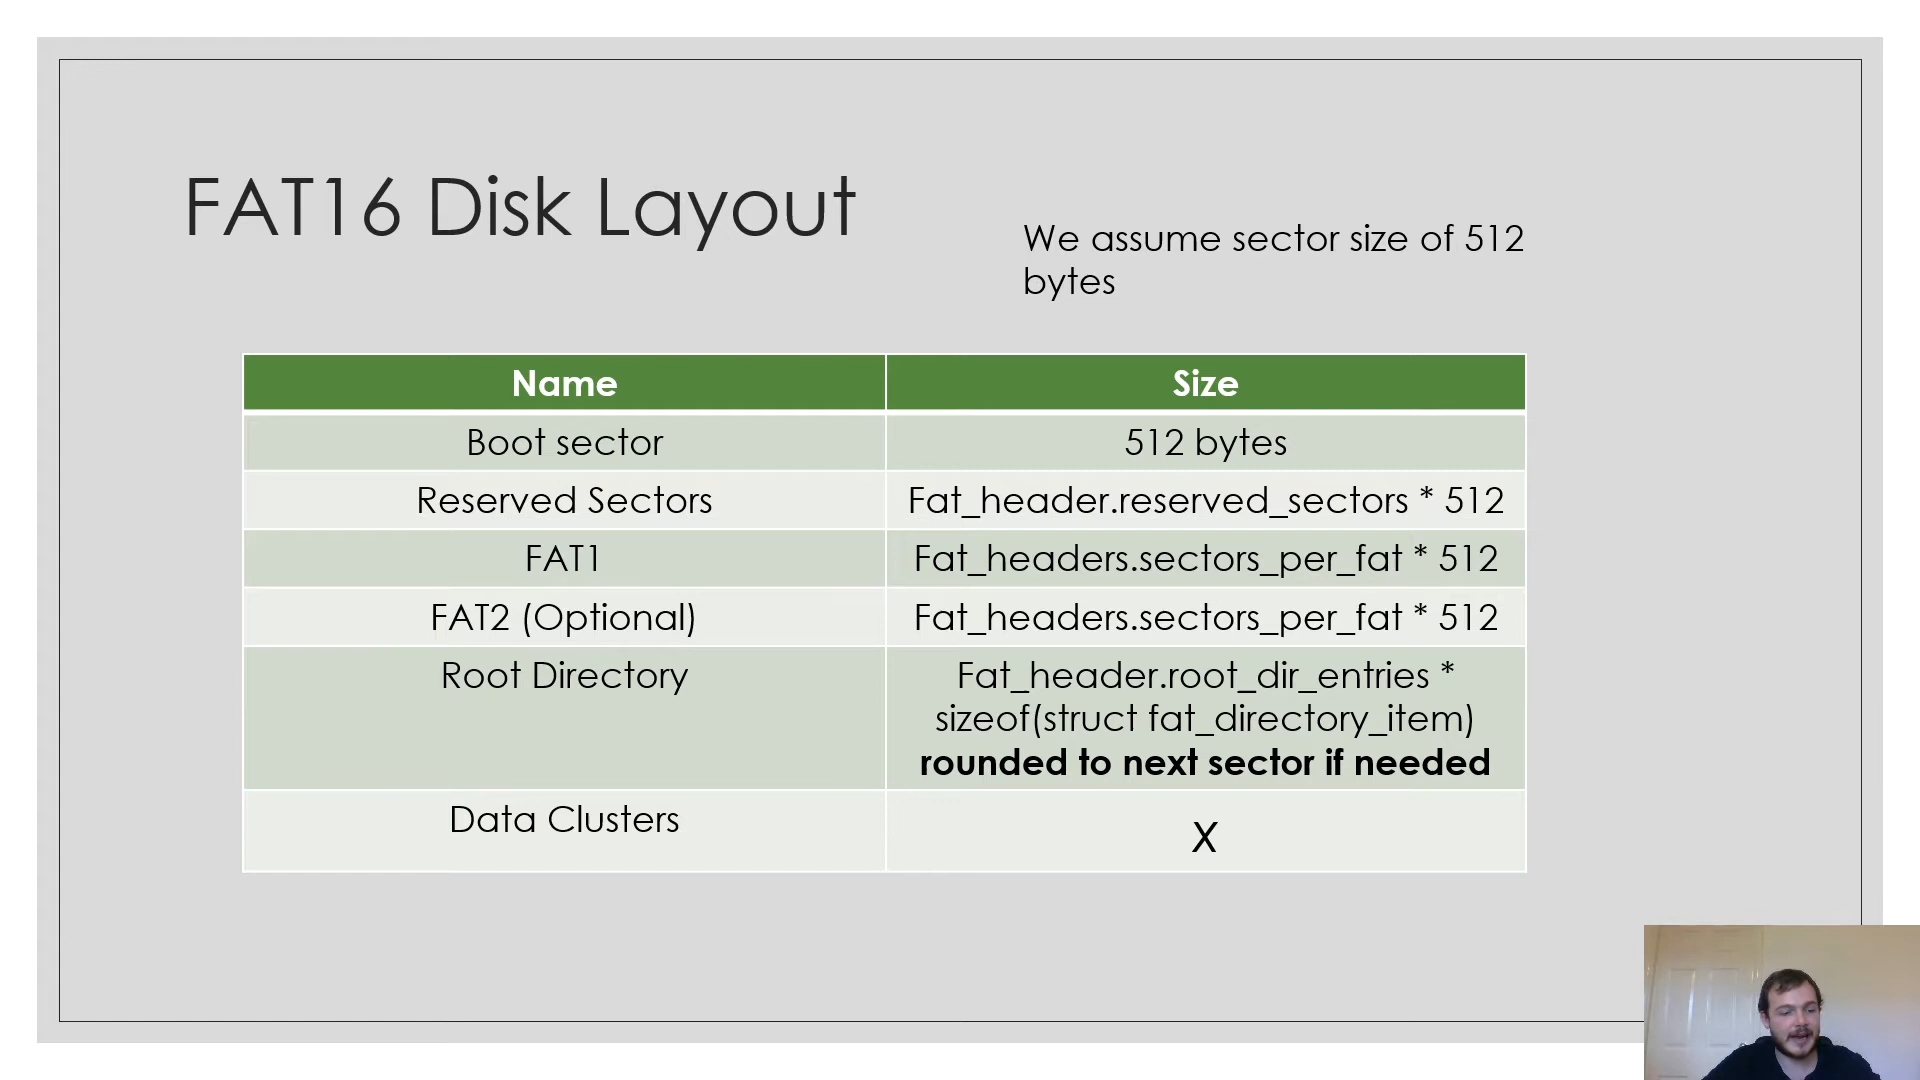 FAT16 Disk Layout
We assume sector size of 512
bytes
Name Size
Boot sector 512 bytes
Reserved Sectors Fat_header.reserved_sectors * 512
FAT1 Fat_headers.sectors_per_fat * 512
FAT2 (Optional) Fat_headers.sectors_per_fat * 512
Root Directory Fat_header.root_dir_entries *
sizeof(struct fat_directory_item)
rounded to next sector if needed
Data Clusters X